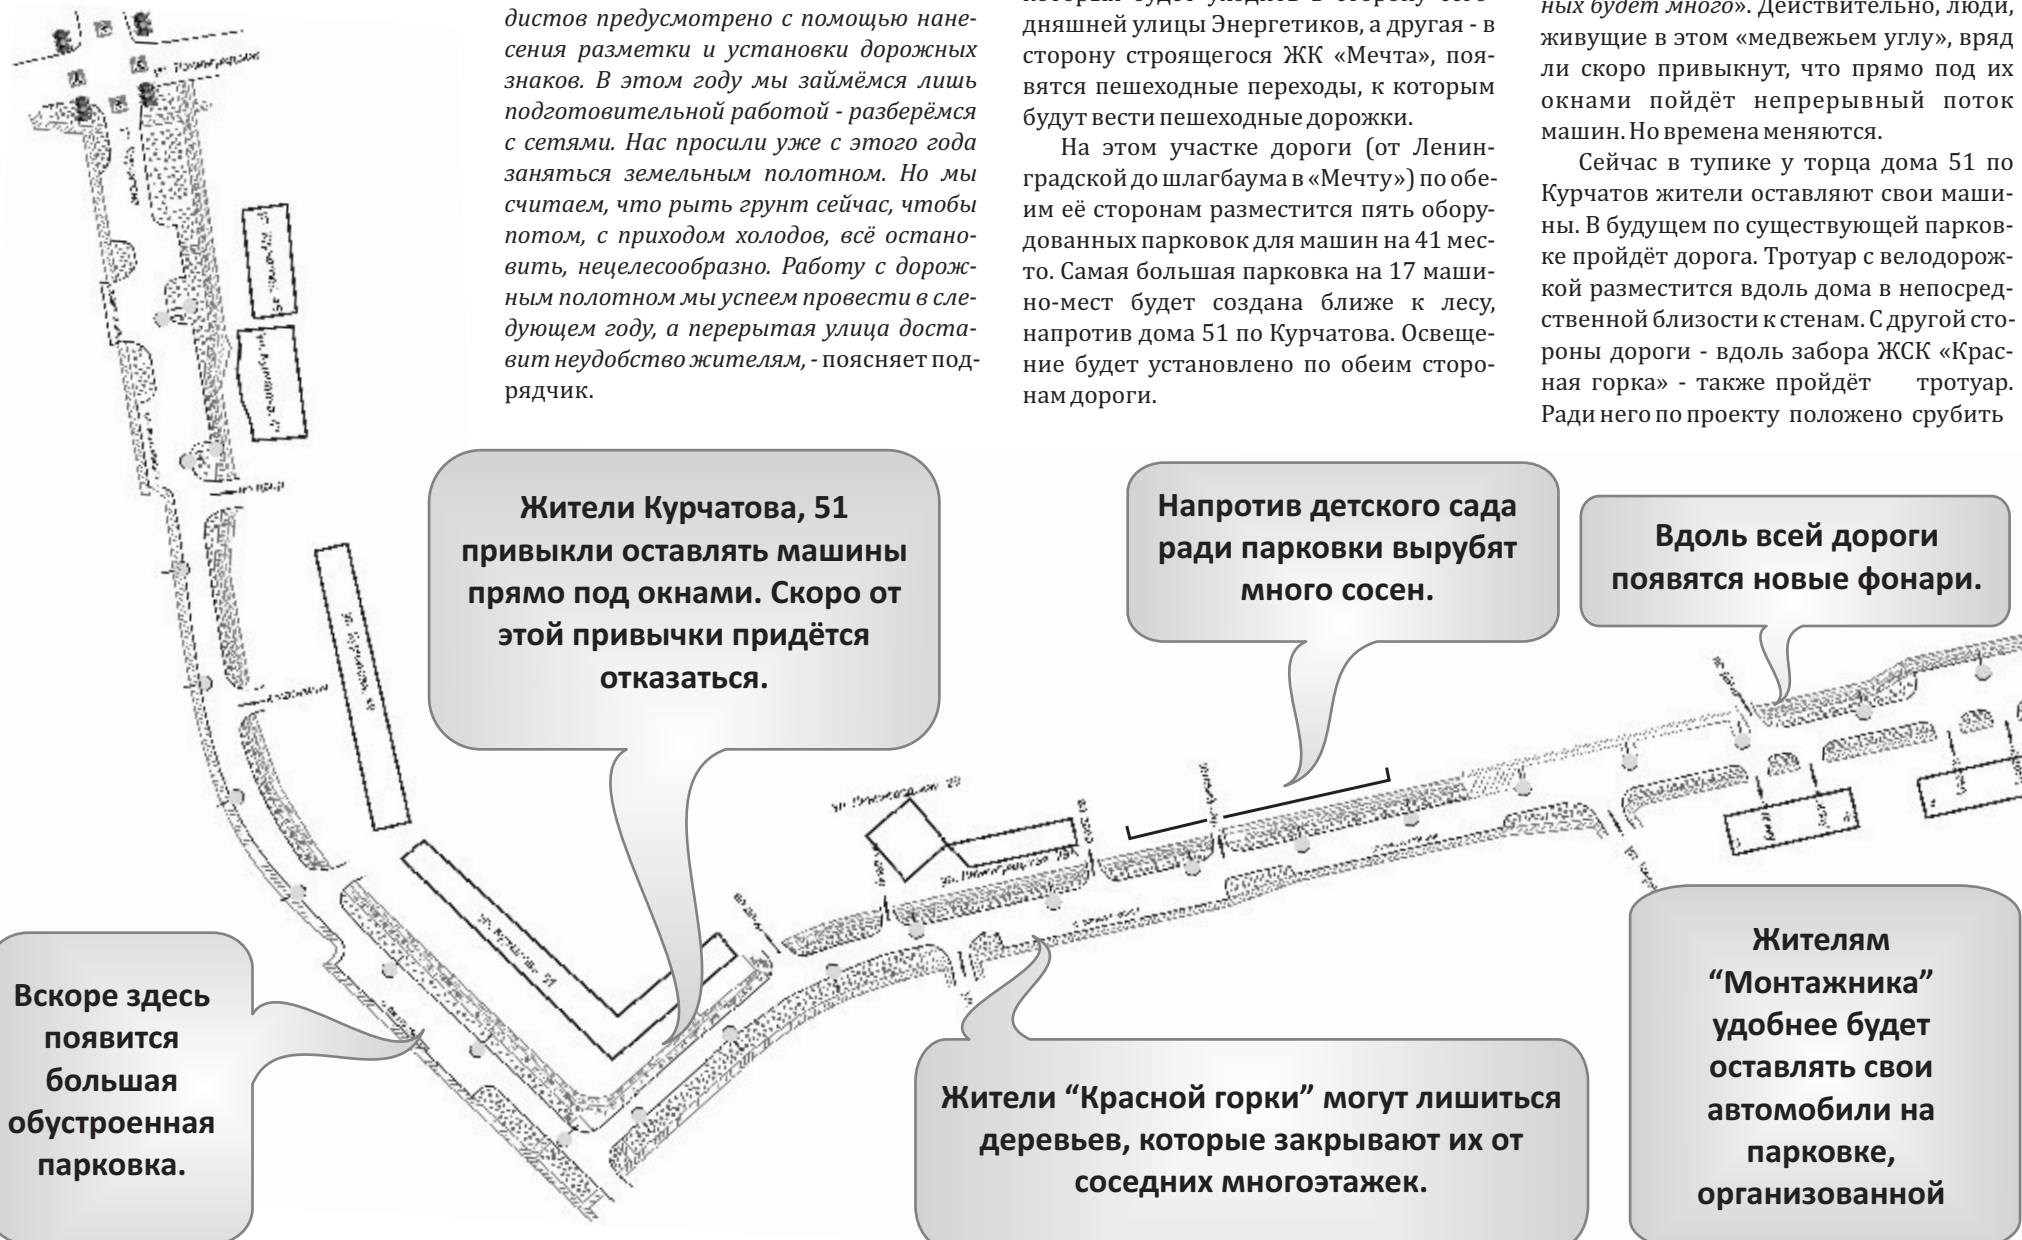 дистов предусмотрено с помощью нане-
сения разметки и установки дорожных
знаков. В этом году мы займёмся лишь
подготовительной работой - разберёмся
с сетями. Нас просили уже с этого года
заняться земельным полотном. Но мы
считаем, что рыть грунт сейчас, чтобы
потом, с приходом холодов, всё остано-
вить, нецелесообразно. Работу с дорож-
ным полотном мы успеем провести в сле-
дующем году, а перерытая улица доста-
вит неудобство жителям, - поясняет под-
рядчик.
дняшней улицы Энергетиков, а другая - в
сторону строящегося ЖК «Мечта», поя-
вятся пешеходные переходы, к которым
будут вести пешеходные дорожки.
На этом участке дороги (от Ленин-
градской до шлагбаума в «Мечту») по обе-
им её сторонам разместится пять обору-
дованных парковок для машин на 41 мес-
то. Самая большая парковка на 17 маши-
но-мест будет создана ближе к лесу,
напротив дома 51 по Курчатова. Освеще-
ние будет установлено по обеим сторо-
нам дороги.
ных будет много». Действительно, люди,
живущие в этом «медвежьем углу», вряд
ли скоро привыкнут, что прямо под их
окнами пойдёт непрерывный поток
машин. Но времена меняются.
Сейчас в тупике у торца дома 51 по
Курчатов жители оставляют свои маши-
ны. В будущем по существующей парков-
ке пройдёт дорога. Тротуар с велодорож-
кой разместится вдоль дома в непосред-
ственной близости к стенам. С другой сто-
роны дороги - вдоль забора ЖСК «Крас-
ная горка» - также пройдёт тротуар.
Ради него по проекту положено срубить
Жители Курчатова, 51
привыкли оставлять машины
прямо под окнами. Скоро от
этой привычки придётся
отказаться.
Напротив детского сада
ради парковки вырубят
много сосен.
Вдоль всей дороги
появятся новые фонари.
Вскоре здесь
появится
большая
обустроенная
парковка.
Жители “Красной горки” могут лишиться
деревьев, которые закрывают их от
соседних многоэтажек.
Жителям
“Монтажника”
удобнее будет
оставлять свои
автомобили на
парковке,
организованной